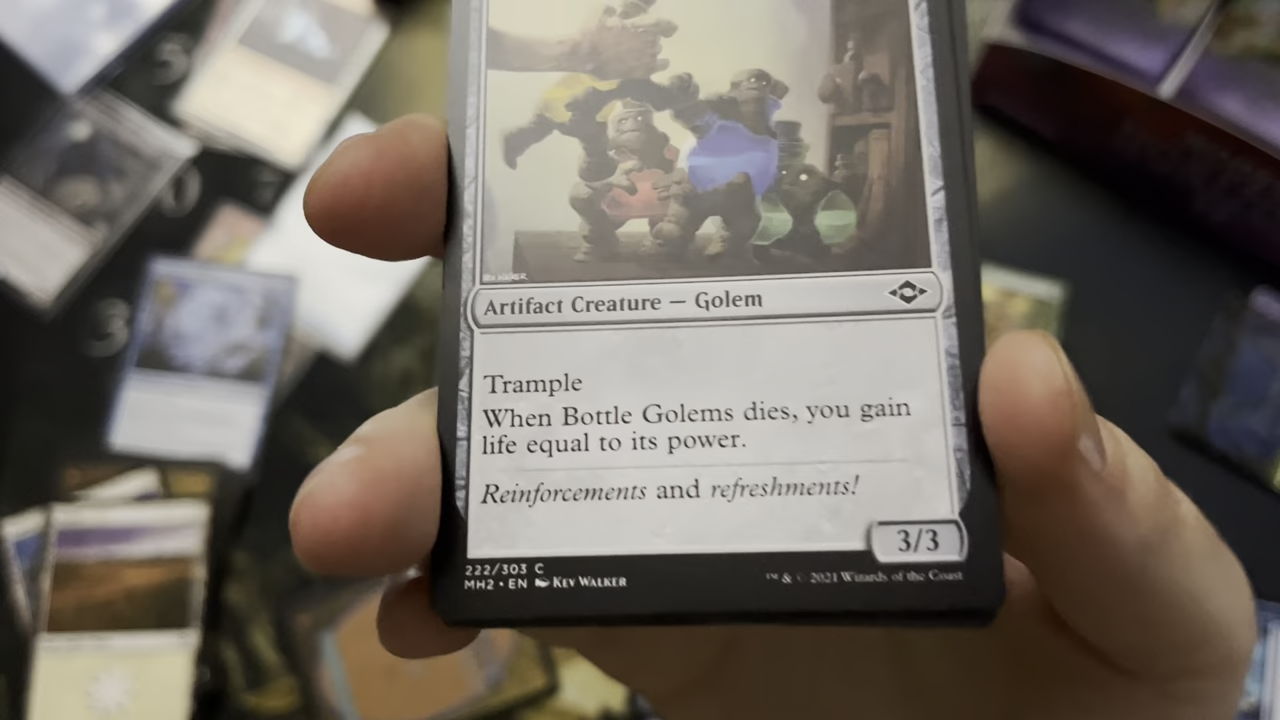 Artifact Creature — Golem
Trample
When Bottle Golems dies, you gain
life equal to its power.
Reinforcements and refreshments!
3/3
222/303 C
MH2 • EN KEV WALKER
™ & © 2021 Wizards of the Coast